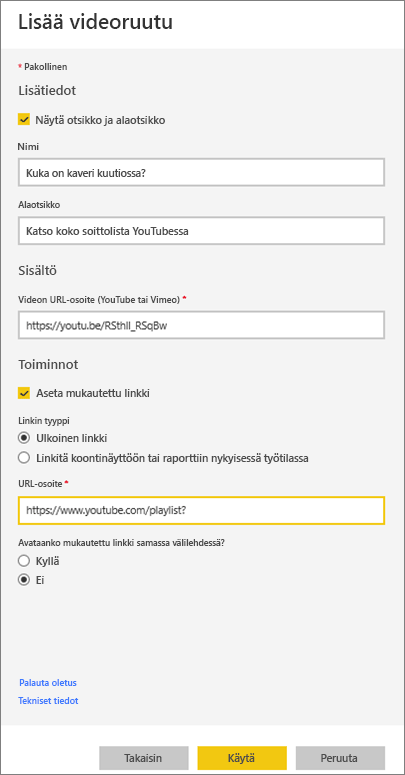 Lisää videoruutu
* Pakollinen
Lisätiedot
Näytä otsikko ja alaotsikko
Nimi
Kuka on kaveri kuutiossa?
Alaotsikko
Katso koko soittolista YouTubessa
Sisältö
Videon URL-osoite (YouTube tai Vimeo) *
https://youtu.be/RSthlI_RSqBw
Toiminnot
Aseta mukautettu linkki
Linkin tyyppi
Ulkoinen linkki
Linkitä koontinäyttöön tai raporttiin nykyisessä työtilassa
URL-osoite *
https://www.youtube.com/playlist?
Avataanko mukautettu linkki samassa välilehdessä?
Kyllä
Ei
Palauta oletus
Tekniset tiedot
Takaisin Käytä Peruuta